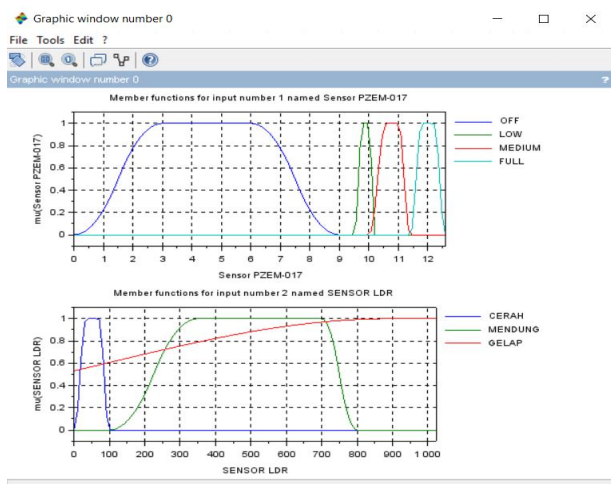 Graphic window number 0
File Tools Edit ?
Graphic window number 0 ?
Member functions for input number 1 named Sensor PZEM-017
mu(Sensor PZEM-017)
1
0.8
0.6
0.4
0.2
0
0 1 2 3 4 5 6 7 8 9 10 11 12
Sensor PZEM-017
OFF
LOW
MEDIUM
FULL
Member functions for input number 2 named SENSOR LDR
mu(SENSOR LDR)
1
0.8
0.6
0.4
0.2
0
0 100 200 300 400 500 600 700 800 900 1 000
SENSOR LDR
CERAH
MENDUNG
GELAP